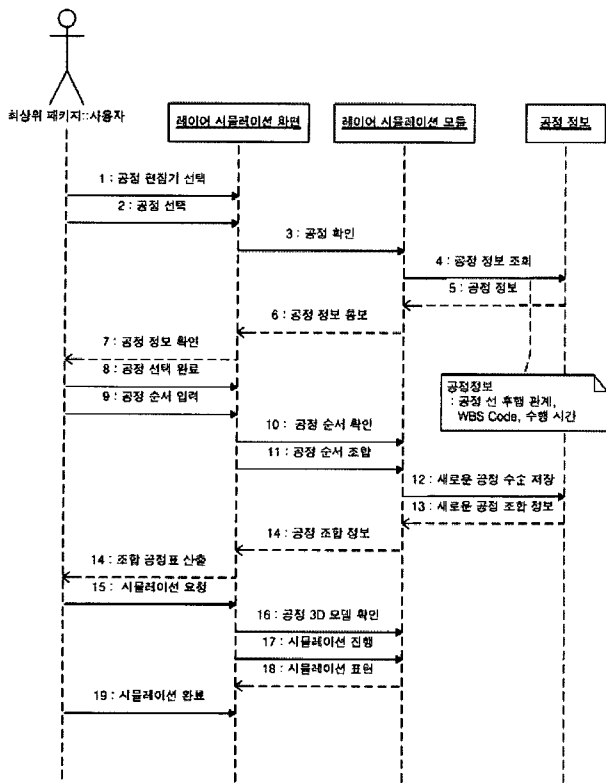 최상위 패키지::사용자
레이어 시뮬레이션 화면
레이어 시뮬레이션 모듈
공정 정보
1 : 공정 편집기 선택
2 : 공정 선택
3 : 공정 확인
4 : 공정 정보 조회
5 : 공정 정보
6 : 공정 정보 통보
7 : 공정 정보 확인
8 : 공정 선택 완료
9 : 공정 순서 입력
공정정보
: 공정 선 후행 관계,
WBS Code, 수행 시간
10 : 공정 순서 확인
11 : 공정 순서 조합
12 : 새로운 공정 수순 저장
13 : 새로운 공정 조합 정보
14 : 공정 조합 정보
14 : 조합 공정표 산출
15 : 시뮬레이션 요청
16 : 공정 3D 모델 확인
17 : 시뮬레이션 진행
18 : 시뮬레이션 표현
19 : 시뮬레이션 완료